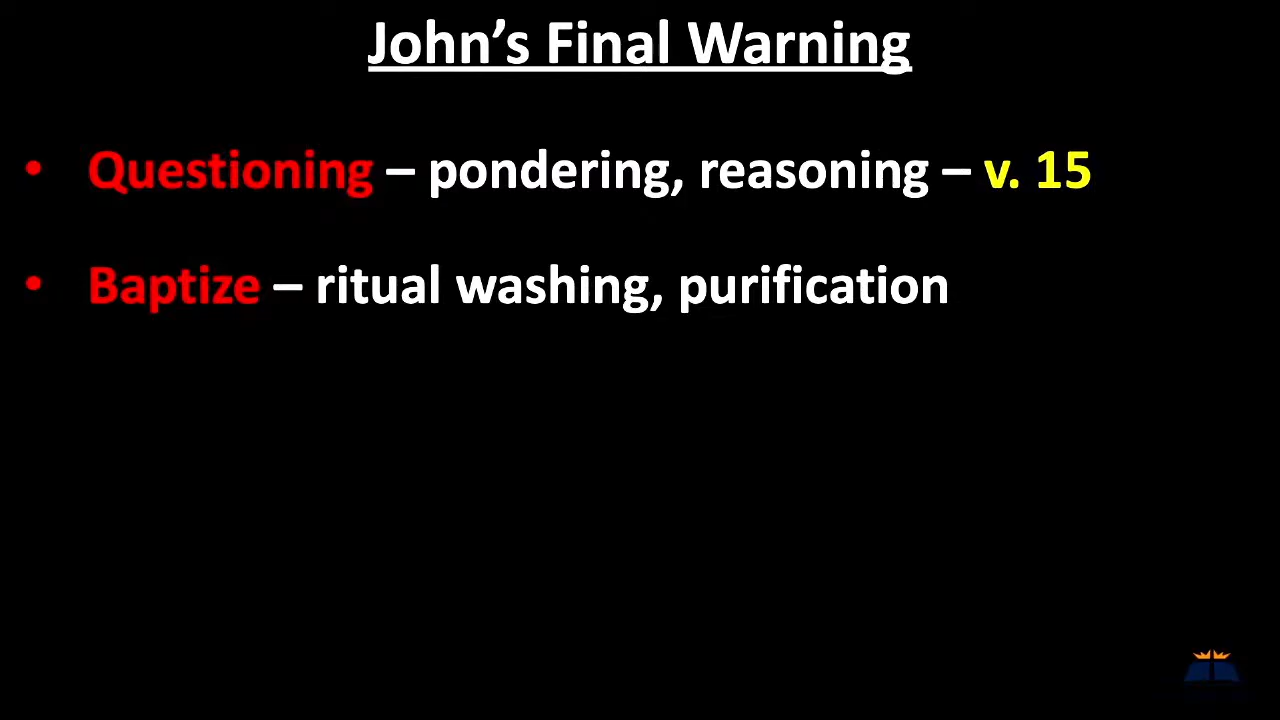 John’s Final Warning
• Questioning – pondering, reasoning – v. 15
• Baptize – ritual washing, purification